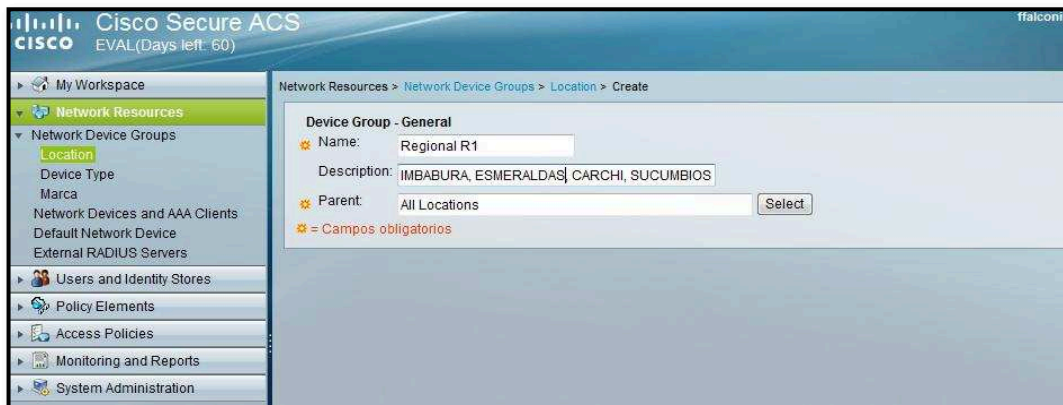 Cisco Secure ACS
CISCO
EVAL(Days left: 60)
ffalconi
My Workspace
Network Resources
Network Device Groups
Location
Device Type
Marca
Network Devices and AAA Clients
Default Network Device
External RADIUS Servers
Users and Identity Stores
Policy Elements
Access Policies
Monitoring and Reports
System Administration
Network Resources > Network Device Groups > Location > Create
Device Group - General
Name: Regional R1
Description: IMBABURA, ESMERALDAS, CARCHI, SUCUMBIOS
Parent: All Locations Select
= Campos obligatorios